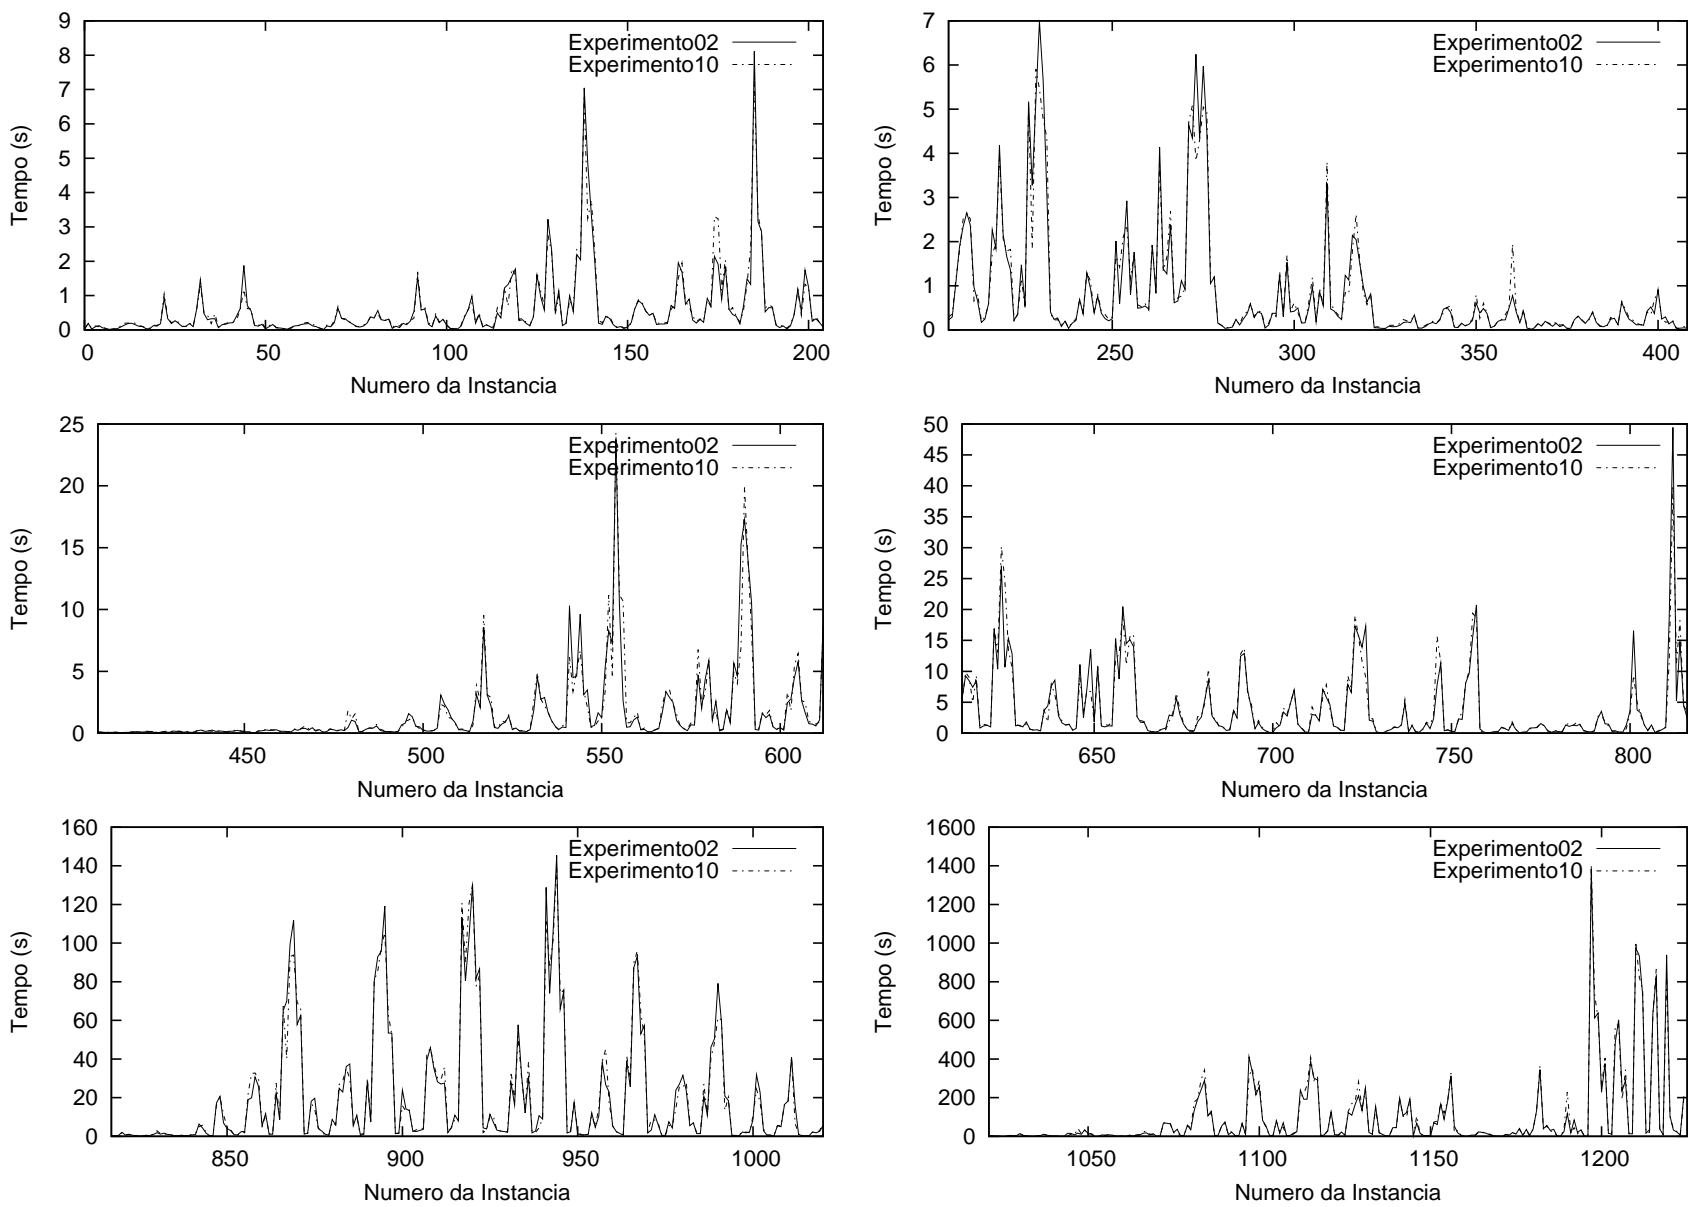 Tempo (s)
9
8
7
6
5
4
3
2
1
0
Experimento02
Experimento10
0 50 100 150 200
Numero da Instancia
Tempo (s)
7
6
5
4
3
2
1
0
Experimento02
Experimento10
250 300 350 400
Numero da Instancia
Tempo (s)
25
20
15
10
5
0
Experimento02
Experimento10
450 500 550 600
Numero da Instancia
Tempo (s)
50
45
40
35
30
25
20
15
10
5
0
Experimento02
Experimento10
650 700 750 800
Numero da Instancia
Tempo (s)
160
140
120
100
80
60
40
20
0
Experimento02
Experimento10
850 900 950 1000
Numero da Instancia
Tempo (s)
1600
1400
1200
1000
800
600
400
200
0
Experimento02
Experimento10
1050 1100 1150 1200
Numero da Instancia